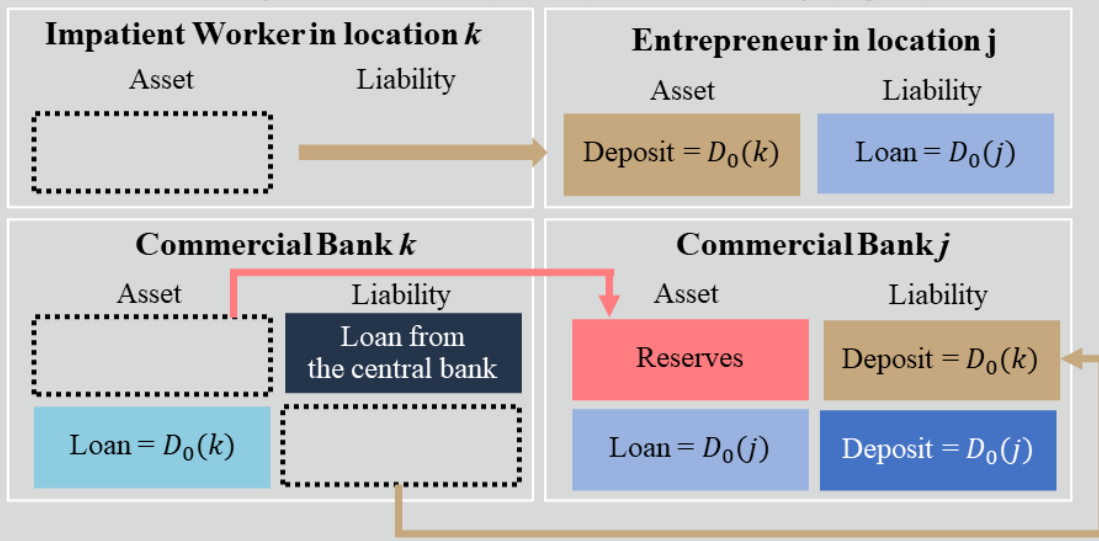 Impatient Worker in location k
Asset
Liability
Entrepreneur in location j
Asset
Liability
Deposit = D₀(k)
Loan = D₀(j)
Commercial Bank k
Asset
Liability
Loan from
the central bank
Loan = D₀(k)
Commercial Bank j
Asset
Liability
Reserves
Deposit = D₀(k)
Loan = D₀(j)
Deposit = D₀(j)